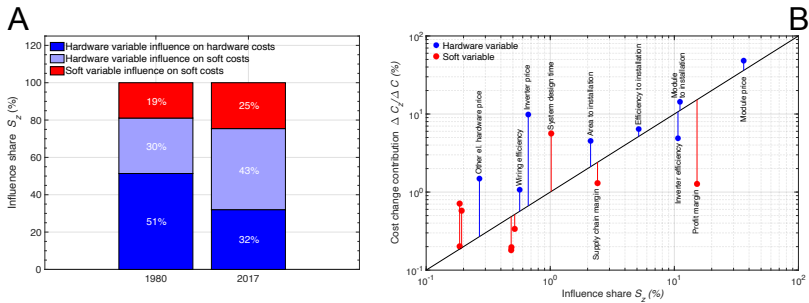 A
B
Hardware variable influence on hardware costs
Hardware variable influence on soft costs
Soft variable influence on soft costs
Influence share S_z (%)
120
100
80
60
40
20
0
19%
30%
51%
25%
43%
32%
1980
2017
Hardware variable
Soft variable
Cost change contribution Δ C_z/Δ C (%)
10^2
10^1
10^0
10^-1
Other el. hardware price
Wiring efficiency
Inverter price
System design time
Area to installation
Supply chain margin
Efficiency to installation
Module
to installation
Inverter efficiency
Profit margin
Module price
10^-1
10^0
10^1
10^2
Influence share S_z (%)